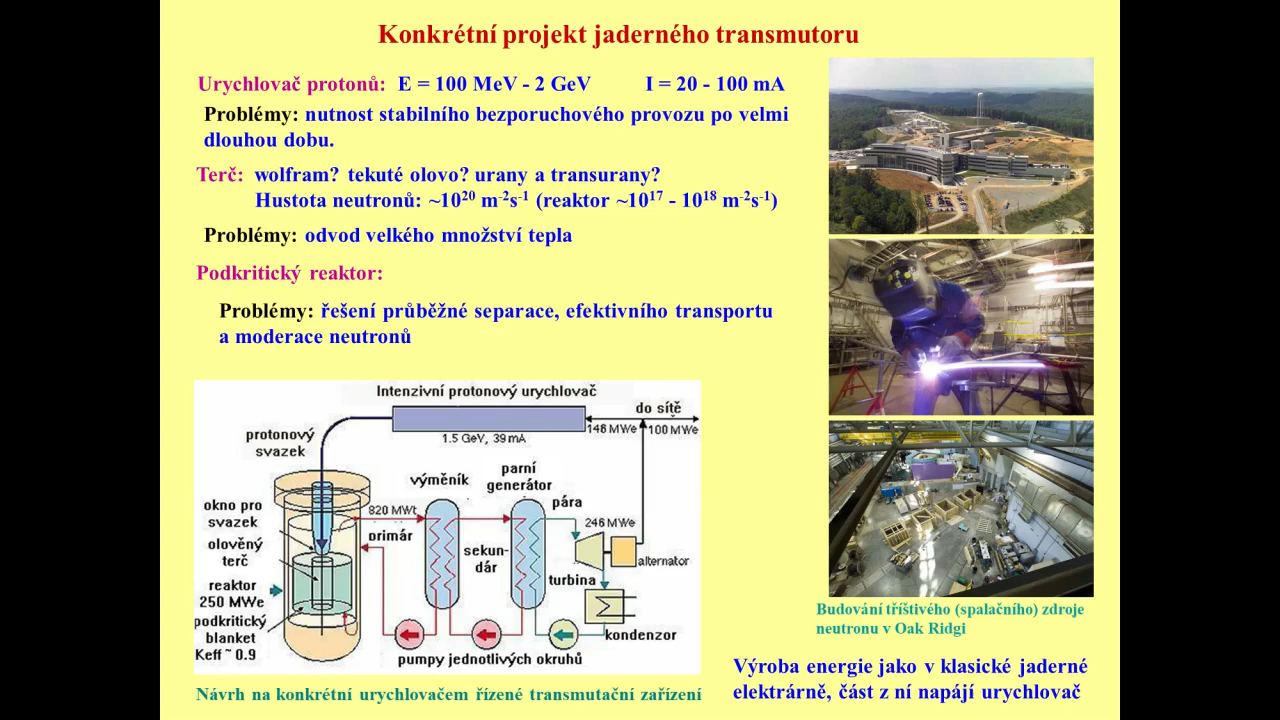 Konkrétní projekt jaderného transmutoru
Urychlovač protonů: E = 100 MeV - 2 GeV I = 20 - 100 mA
Problémy: nutnost stabilního bezporuchového provozu po velmi
dlouhou dobu.
Terč: wolfram? tekuté olovo? urany a transurany?
Hustota neutronů: ~10²⁰ m⁻²s⁻¹ (reaktor ~10¹⁷ - 10¹⁸ m⁻²s⁻¹)
Problémy: odvod velkého množství tepla
Podkritický reaktor:
Problémy: řešení průběžné separace, efektivního transportu
a moderace neutronů
Intenzivní protonový urychlovač
do sítě
148 MWe
100 MWe
1.5 GeV, 39 mA
protonový
svazek
výměník
parní
generátor
pára
okno pro
svazek
820 MWt
246 MWe
primár
olověný
terč
sekun-
dár
alternator
turbina
reaktor
250 MWe
podkritický
blanket
Keff ~ 0.9
kondenzor
pumpy jednotlivých okruhů
Návrh na konkrétní urychlovačem řízené transmutační zařízení
Budování tříštivého (spalačního) zdroje
neutronu v Oak Ridgi
Výroba energie jako v klasické jaderné
elektrárně, část z ní napájí urychlovač